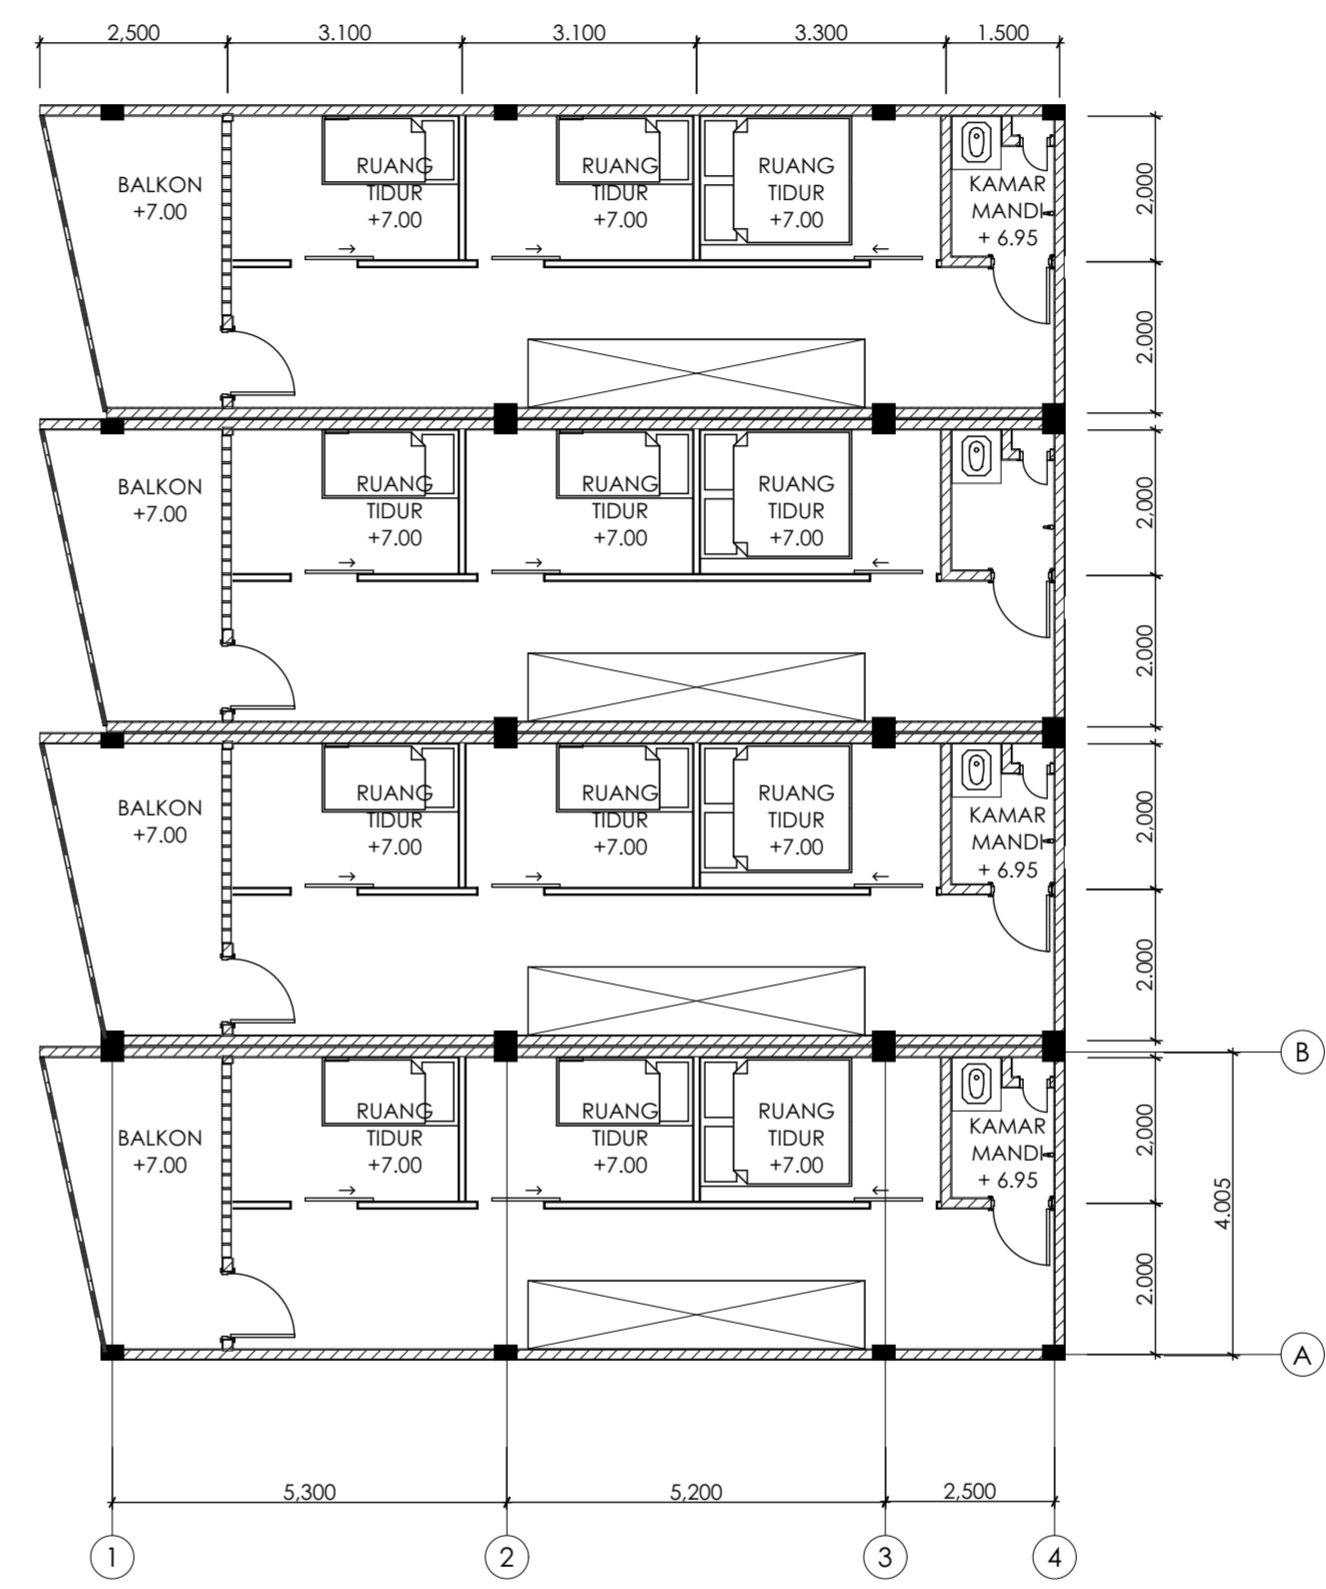 2,500 3.100 3.100 3.300 1.500
BALKON
+7.00
RUANG
TIDUR
+7.00
RUANG
TIDUR
+7.00
RUANG
TIDUR
+7.00
KAMAR
MANDI
+ 6.95
2,000
2.000
BALKON
+7.00
RUANG
TIDUR
+7.00
RUANG
TIDUR
+7.00
RUANG
TIDUR
+7.00
2,000
2.000
BALKON
+7.00
RUANG
TIDUR
+7.00
RUANG
TIDUR
+7.00
RUANG
TIDUR
+7.00
KAMAR
MANDI
+ 6.95
2,000
2.000
B
BALKON
+7.00
RUANG
TIDUR
+7.00
RUANG
TIDUR
+7.00
RUANG
TIDUR
+7.00
KAMAR
MANDI
+ 6.95
2,000
2.000
4.005
A
5,300 5,200 2,500
1 2 3 4